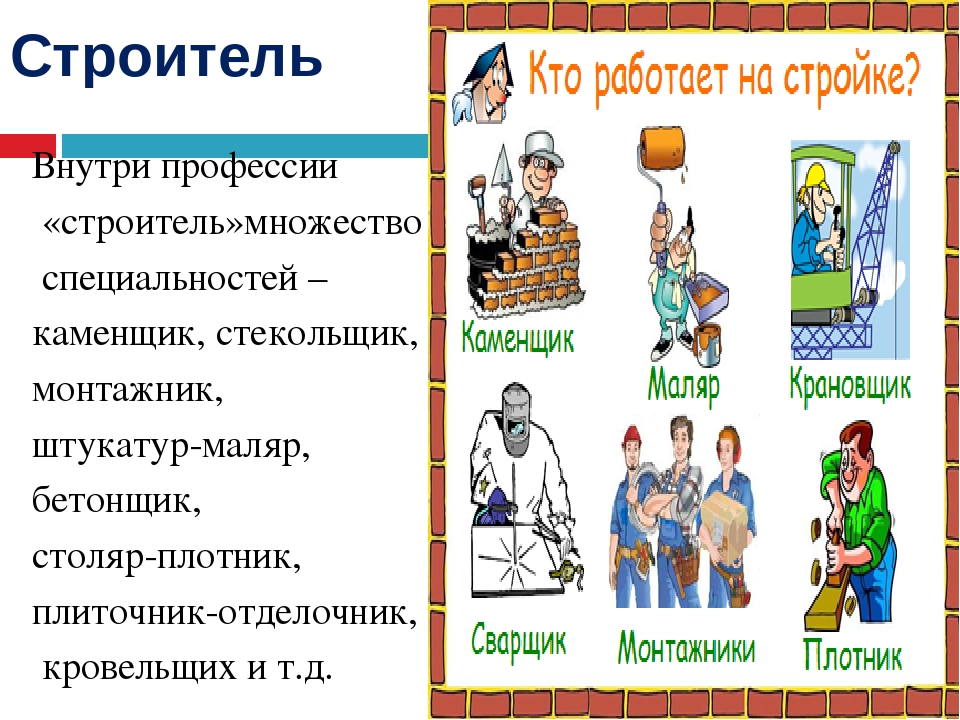 Строитель
Внутри профессии
«строитель»множество
специальностей –
каменщик, стекольщик,
монтажник,
штукатур-маляр,
бетонщик,
столяр-плотник,
плиточник-отделочник,
кровельщих и т.д.
Кто работает на стройке?
Каменщик
Маляр
Крановщик
Сварщик
Монтажники
Плотник